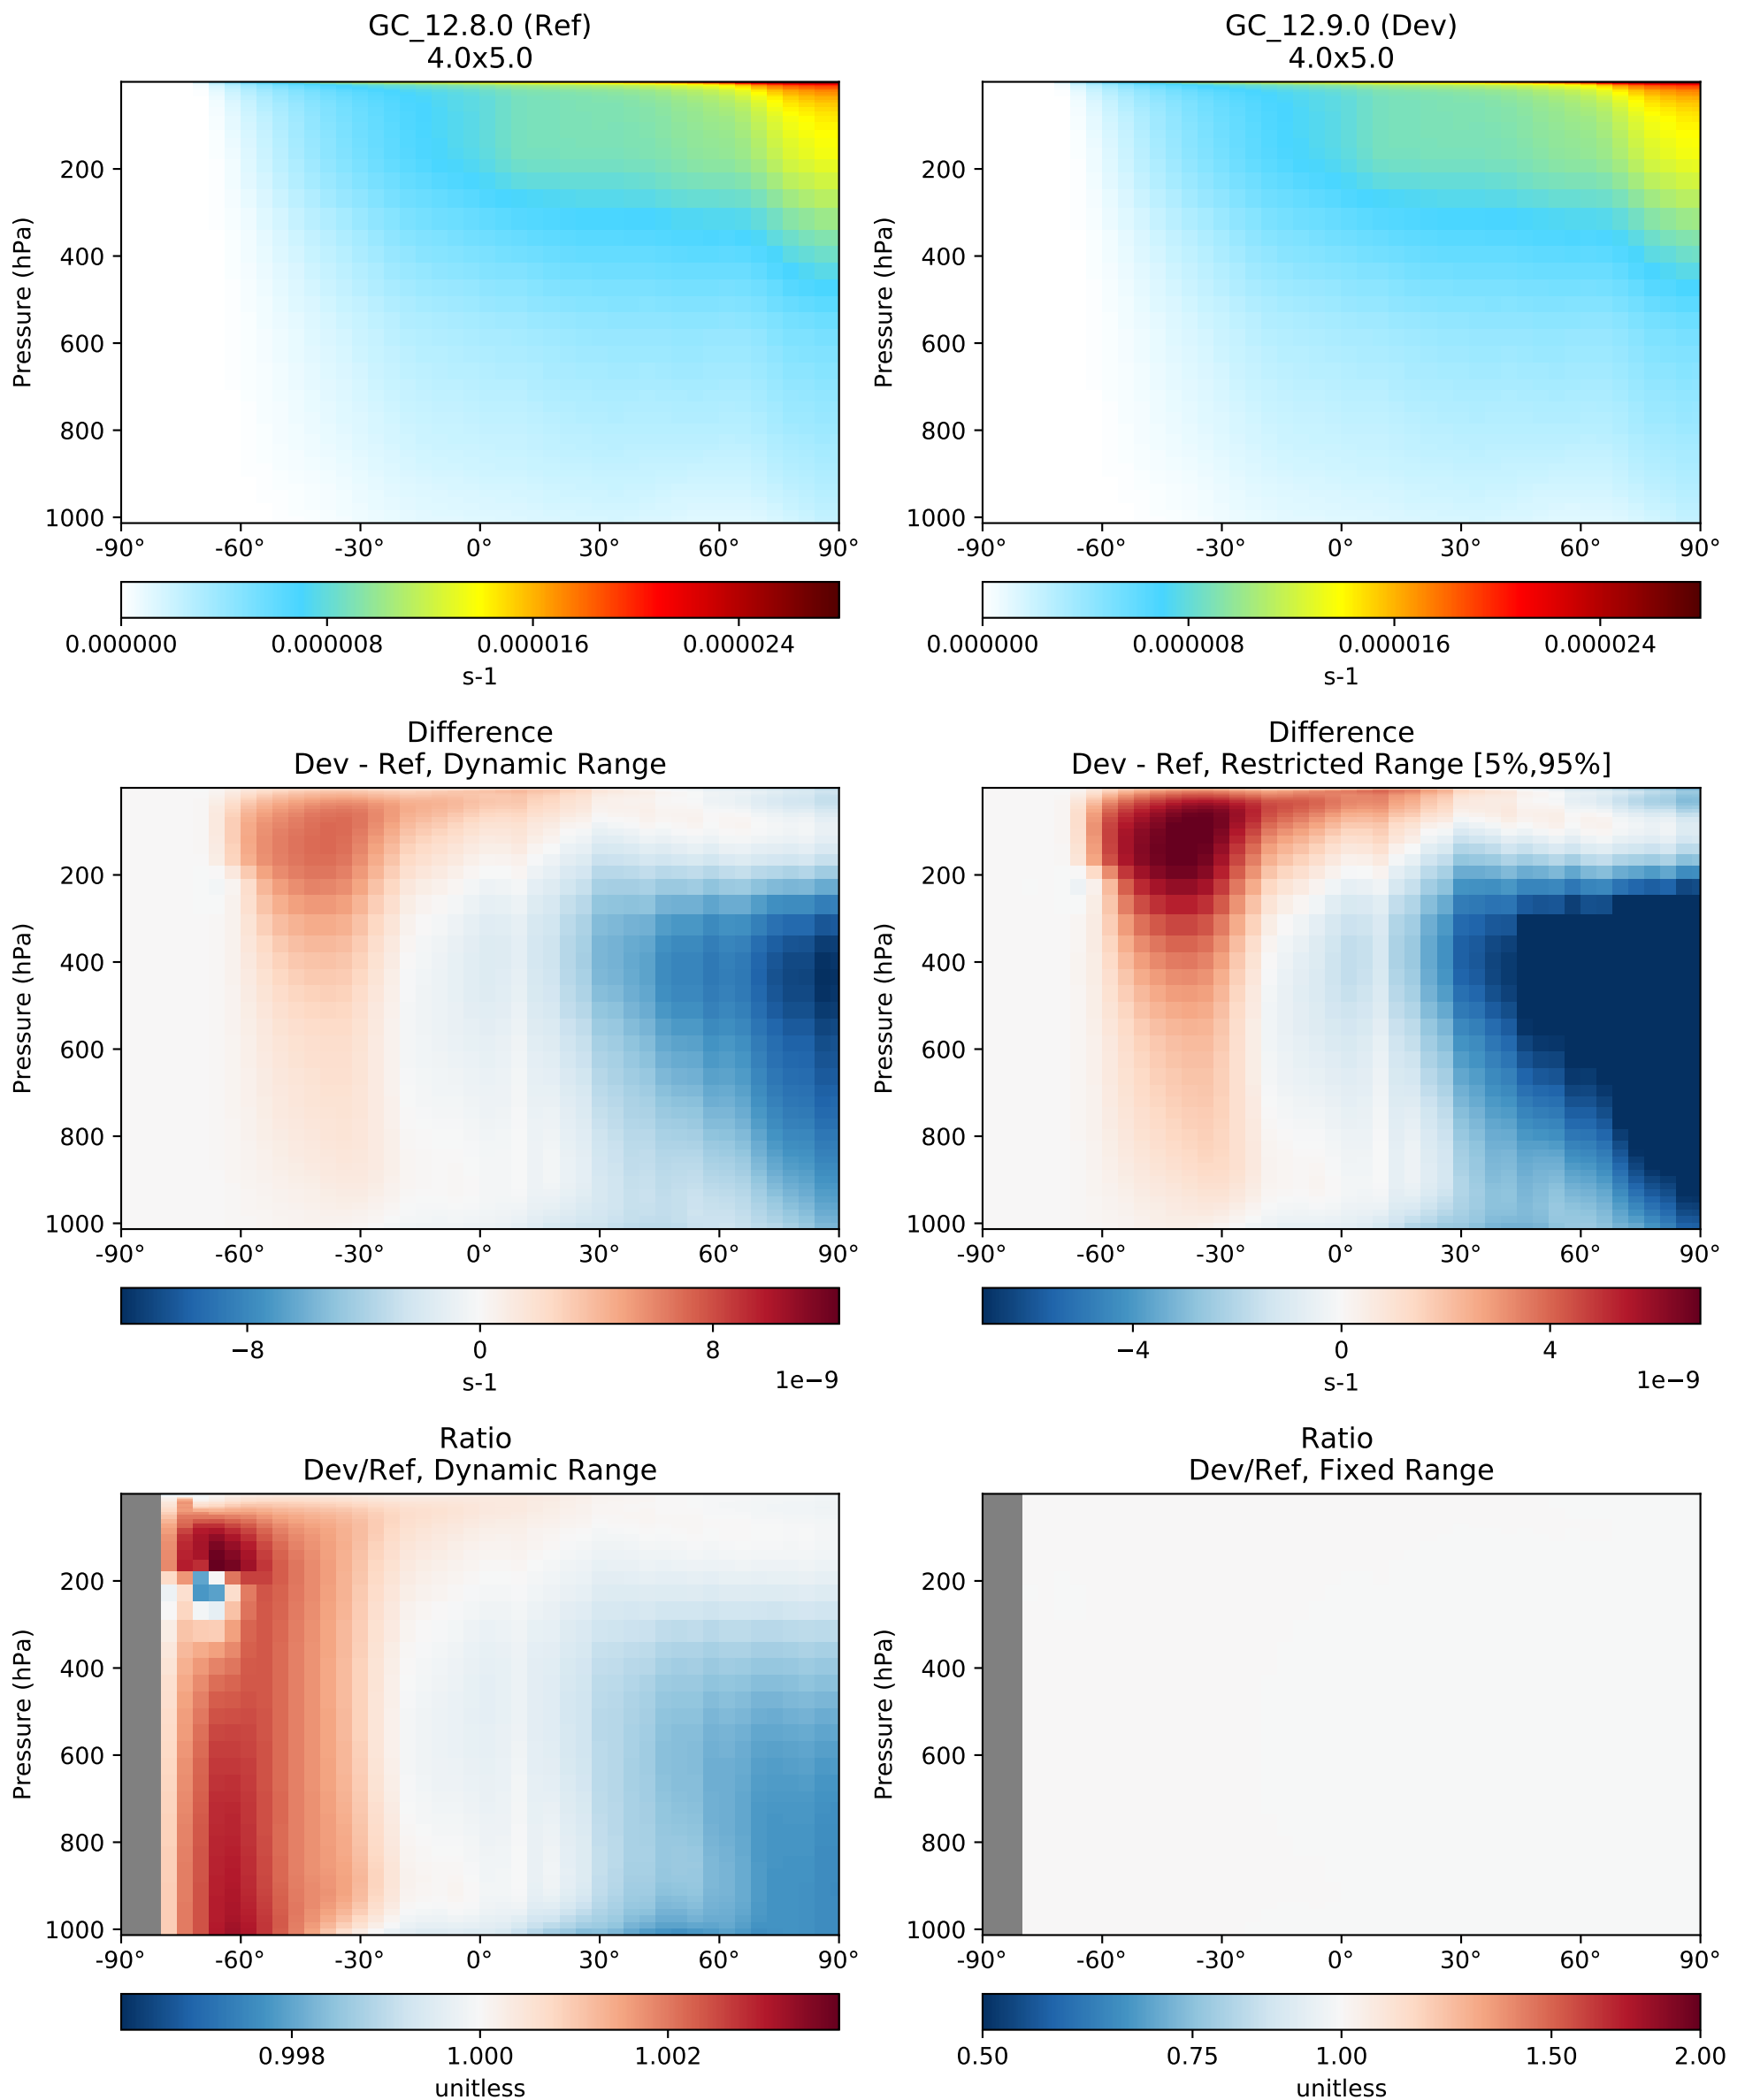 GC_12.8.0 (Ref)
4.0x5.0
Pressure (hPa)
200
400
600
800
1000
-90° -60° -30° 0° 30° 60° 90°
0.000000 0.000008 0.000016 0.000024
s-1
GC_12.9.0 (Dev)
4.0x5.0
Pressure (hPa)
200
400
600
800
1000
-90° -60° -30° 0° 30° 60° 90°
0.000000 0.000008 0.000016 0.000024
s-1
Difference
Dev - Ref, Dynamic Range
Pressure (hPa)
200
400
600
800
1000
-90° -60° -30° 0° 30° 60° 90°
−8 0 8
s-1 1e−9
Difference
Dev - Ref, Restricted Range [5%,95%]
Pressure (hPa)
200
400
600
800
1000
-90° -60° -30° 0° 30° 60° 90°
−4 0 4
s-1 1e−9
Ratio
Dev/Ref, Dynamic Range
Pressure (hPa)
200
400
600
800
1000
-90° -60° -30° 0° 30° 60° 90°
0.998 1.000 1.002
unitless
Ratio
Dev/Ref, Fixed Range
Pressure (hPa)
200
400
600
800
1000
-90° -60° -30° 0° 30° 60° 90°
0.50 0.75 1.00 1.50 2.00
unitless